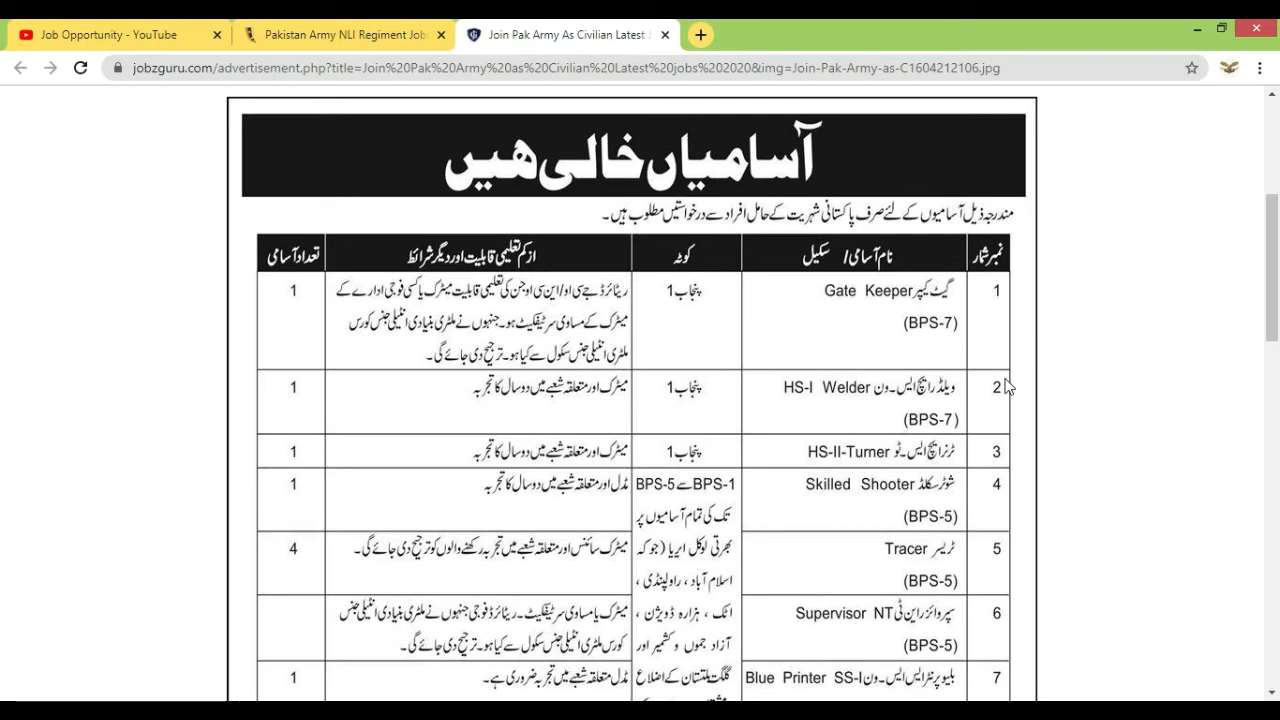 Job Opportunity - YouTube
Pakistan Army NLI Regiment Job
Join Pak Army As Civilian Latest J
jobzguru.com/advertisement.php?title=Join%20Pak%20Army%20as%20Civilian%20Latest%20jobs%202020&img=Join-Pak-Army-as-C1604212106.jpg
آسامیاں خالی ھیں
مندرجہ ذیل آسامیوں کے لئے صرف پاکستانی شہریت کے حامل افراد سے درخواستیں مطلوب ہیں۔
نمبر شمار نام آسامی / سکیل کوٹہ از کم تعلیمی قابلیت اور دیگر شرائط تعداد آسامی
1 گیٹ کیپر Gate Keeper پنجاب 1 ریٹائرڈ جے سی او/این سی او جن کی تعلیمی قابلیت میٹرک یا کسی فوجی ادارے کے 1
(BPS-7) میٹرک کے مساوی سرٹیفکیٹ ہو۔ جنہوں نے ملٹری بنیادی انٹیلی جنس کورس
ملٹری انٹیلی جنس سکول سے کیا ہو۔ ترجیح دی جائے گی۔
2 ویلڈر ایچ ایس۔ون HS-I Welder پنجاب 1 میٹرک اور متعلقہ شعبے میں دو سال کا تجربہ 1
(BPS-7)
3 ٹرنر ایچ ایس۔ٹو HS-II-Turner پنجاب 1 میٹرک اور متعلقہ شعبے میں دو سال کا تجربہ 1
4 شوٹر سکلڈ Skilled Shooter BPS-1 سے BPS-5 مڈل اور متعلقہ شعبے میں دو سال کا تجربہ 1
(BPS-5) تک کی تمام آسامیوں پر
5 ٹریسر Tracer بھرتی لوکل ایریا (جو کہ میٹرک سائنس اور متعلقہ شعبے میں تجربہ رکھنے والوں کو ترجیح دی جائے گی۔ 4
(BPS-5) اسلام آباد، راولپنڈی،
6 سپروائزر این ٹی Supervisor NT اٹک، ہزارہ ڈویژن، میٹرک یا مساوی سرٹیفکیٹ۔ ریٹائرڈ فوجی جنہوں نے ملٹری بنیادی انٹیلی جنس
(BPS-5) آزاد جموں و کشمیر اور کورس ملٹری انٹیلی جنس سکول سے کیا ہو۔ ترجیح دی جائے گی۔
7 بلیو پرنٹر ایس ایس۔ون Blue Printer SS-I گلگت بلتستان کے اضلاع مڈل متعلقہ شعبے میں تجربہ ضروری ہے۔ 1